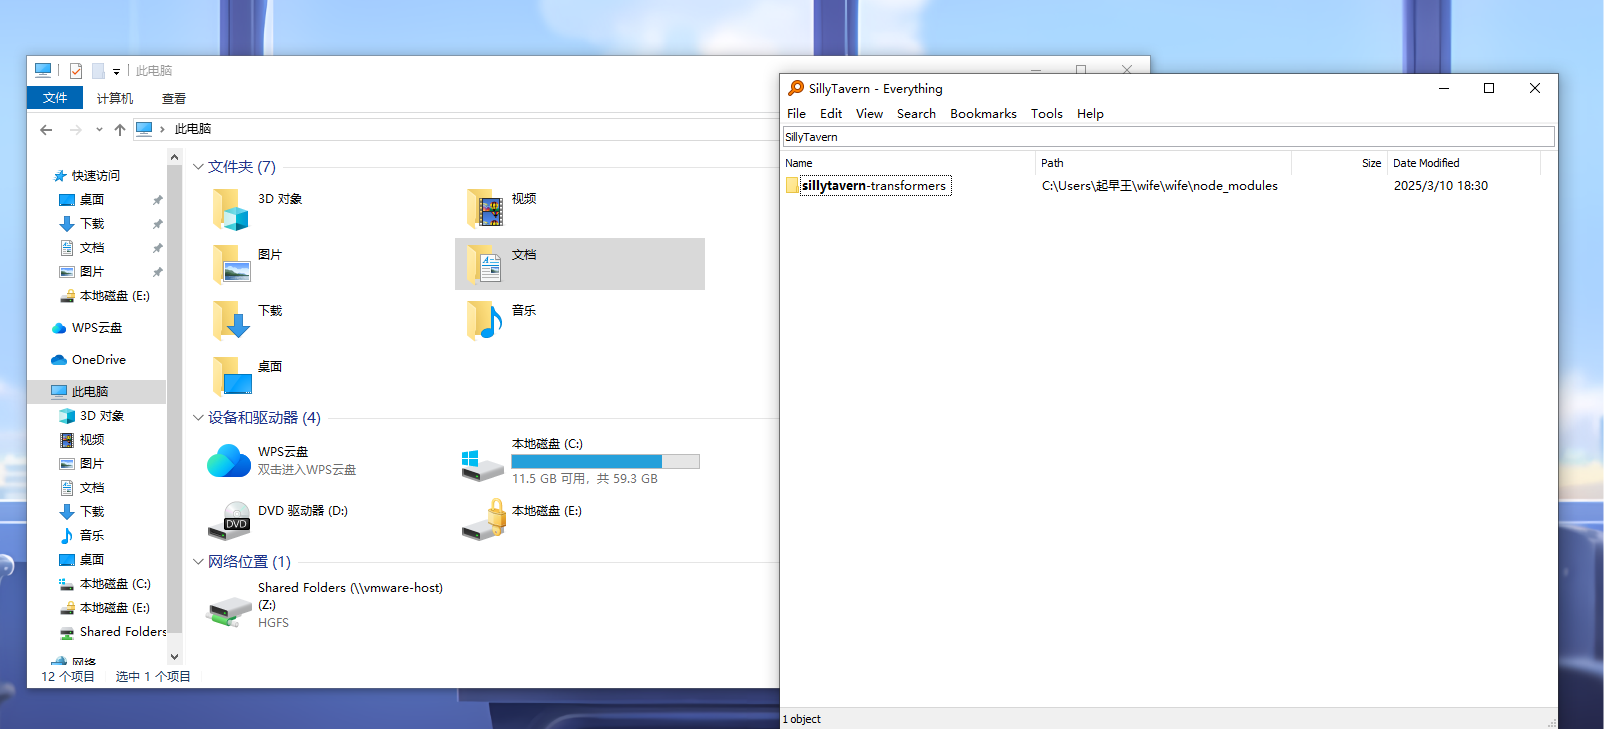 此电脑
文件 计算机 查看
此电脑
快速访问
桌面
下载
文档
图片
本地磁盘 (E:)
WPS云盘
OneDrive
此电脑
3D 对象
视频
图片
文档
下载
音乐
桌面
本地磁盘 (C:)
本地磁盘 (E:)
Shared Folders
网络
文件夹 (7)
3D 对象
视频
图片
文档
下载
音乐
桌面
设备和驱动器 (4)
WPS云盘
双击进入WPS云盘
本地磁盘 (C:)
11.5 GB 可用，共 59.3 GB
DVD
DVD 驱动器 (D:)
本地磁盘 (E:)
网络位置 (1)
Shared Folders (\\vmware-host)
(Z:)
HGFS
12 个项目 选中 1 个项目
SillyTavern - Everything
File Edit View Search Bookmarks Tools Help
SillyTavern
Name Path Size Date Modified
sillytavern-transformers C:\Users\起早王\wife\wife\node_modules 2025/3/10 18:30
1 object